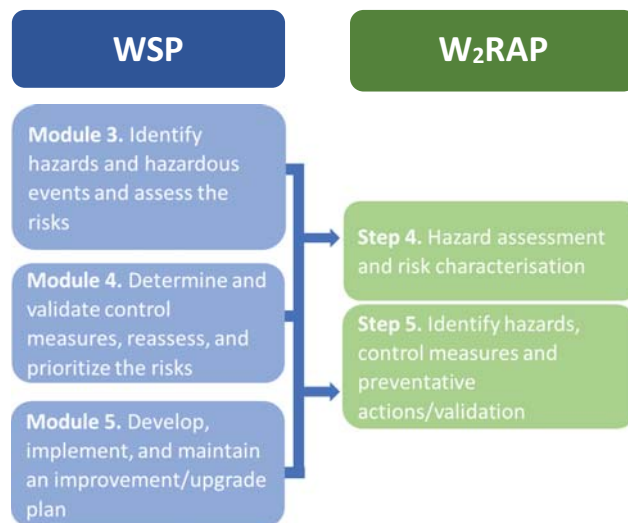 WSP
W₂RAP
Module 3. Identify
hazards and hazardous
events and assess the
risks
Module 4. Determine and
validate control
measures, reassess, and
prioritize the risks
Module 5. Develop,
implement, and maintain
an improvement/upgrade
plan
Step 4. Hazard assessment
and risk characterisation
Step 5. Identify hazards,
control measures and
preventative
actions/validation